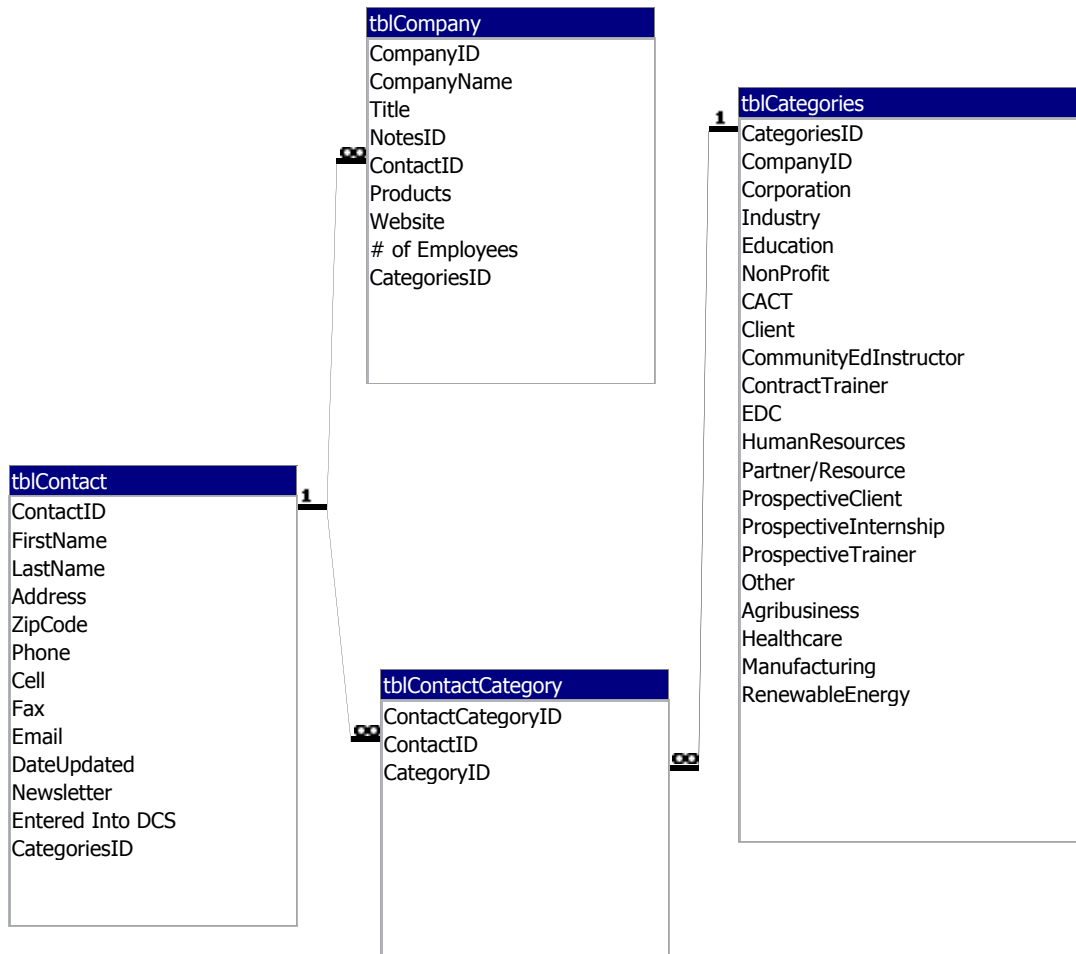 tblCompany
CompanyID
CompanyName
Title
NotesID
ContactID
Products
Website
# of Employees
CategoriesID
∞
tblCategories
1
CategoriesID
CompanyID
Corporation
Industry
Education
NonProfit
CACT
Client
CommunityEdInstructor
ContractTrainer
EDC
HumanResources
Partner/Resource
ProspectiveClient
ProspectiveInternship
ProspectiveTrainer
Other
Agribusiness
Healthcare
Manufacturing
RenewableEnergy
tblContact
1
ContactID
FirstName
LastName
Address
ZipCode
Phone
Cell
Fax
Email
DateUpdated
Newsletter
Entered Into DCS
CategoriesID
tblContactCategory
∞
ContactCategoryID
ContactID
CategoryID
∞